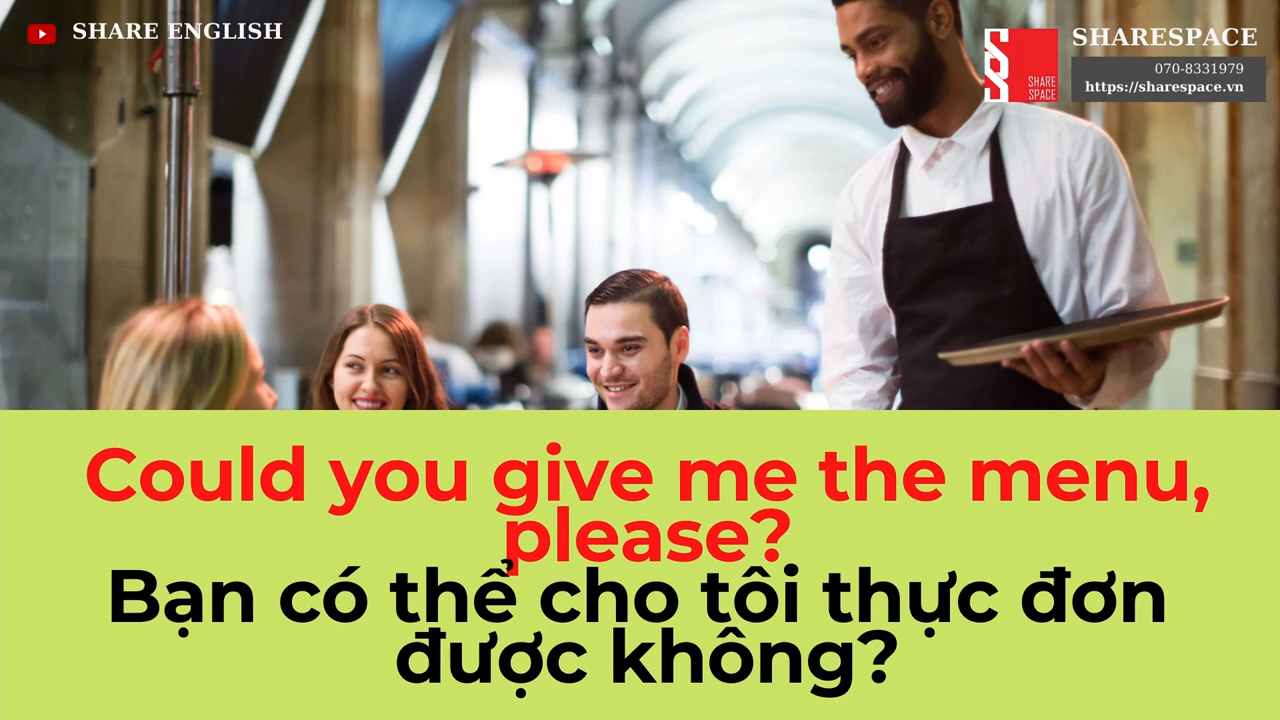 SHARE ENGLISH
SHARE
SPACE
SHARESPACE
070-8331979
https://sharespace.vn
Could you give me the menu,
please?
Bạn có thể cho tôi thực đơn
được không?